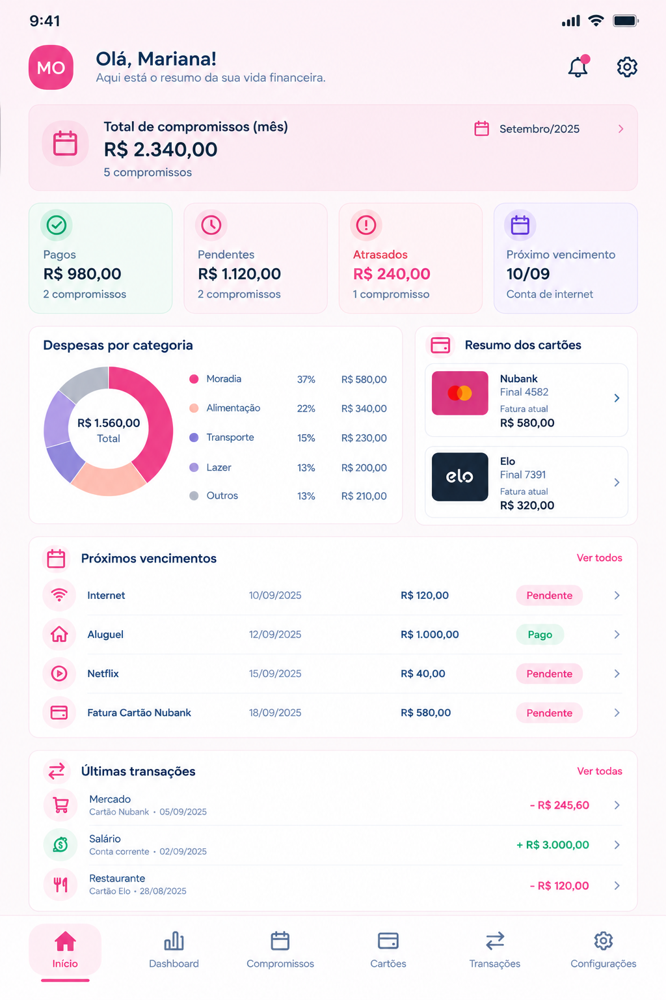 9:41
MO
Olá, Mariana!
Aqui está o resumo da sua vida financeira.
Total de compromissos (mês)
R$ 2.340,00
5 compromissos
Setembro/2025
Pagos
R$ 980,00
2 compromissos
Pendentes
R$ 1.120,00
2 compromissos
Atrasados
R$ 240,00
1 compromisso
Próximo vencimento
10/09
Conta de internet
Despesas por categoria
R$ 1.560,00
Total
Moradia 37% R$ 580,00
Alimentação 22% R$ 340,00
Transporte 15% R$ 230,00
Lazer 13% R$ 200,00
Outros 13% R$ 210,00
Resumo dos cartões
Nubank
Final 4582
Fatura atual
R$ 580,00
elo
Elo
Final 7391
Fatura atual
R$ 320,00
Próximos vencimentos
Ver todos
Internet 10/09/2025 R$ 120,00 Pendente
Aluguel 12/09/2025 R$ 1.000,00 Pago
Netflix 15/09/2025 R$ 40,00 Pendente
Fatura Cartão Nubank 18/09/2025 R$ 580,00 Pendente
Últimas transações
Ver todas
Mercado
Cartão Nubank • 05/09/2025
- R$ 245,60
Salário
Conta corrente • 02/09/2025
+ R$ 3.000,00
Restaurante
Cartão Elo • 28/08/2025
- R$ 120,00
Início
Dashboard
Compromissos
Cartões
Transações
Configurações